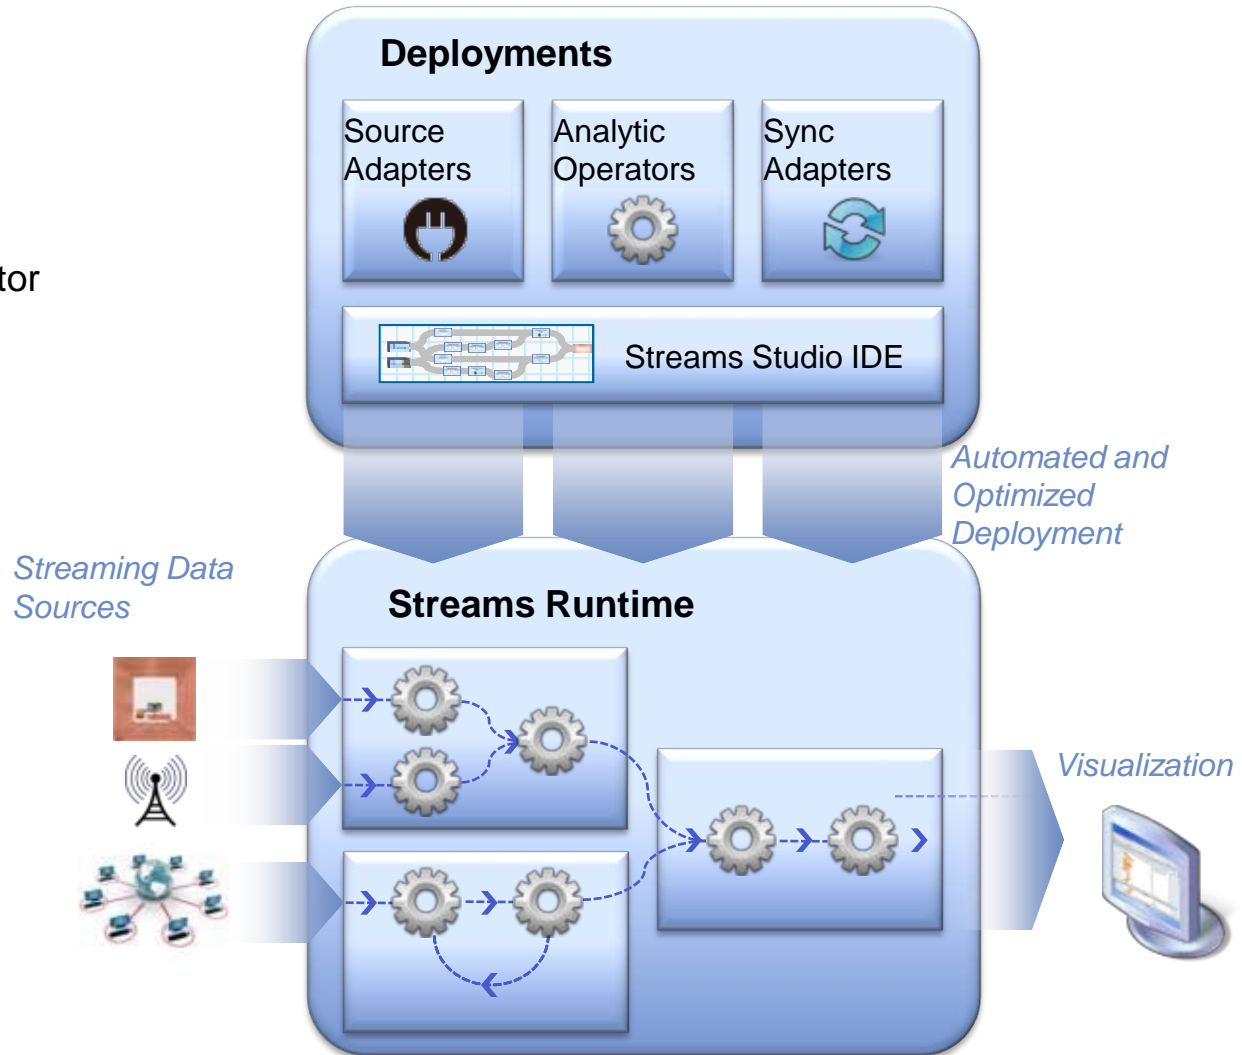 Deployments
Source
Adapters
Analytic
Operators
Sync
Adapters
tor
Streams Studio IDE
Automated and
Optimized
Deployment
Streaming Data
Sources
Streams Runtime
Visualization